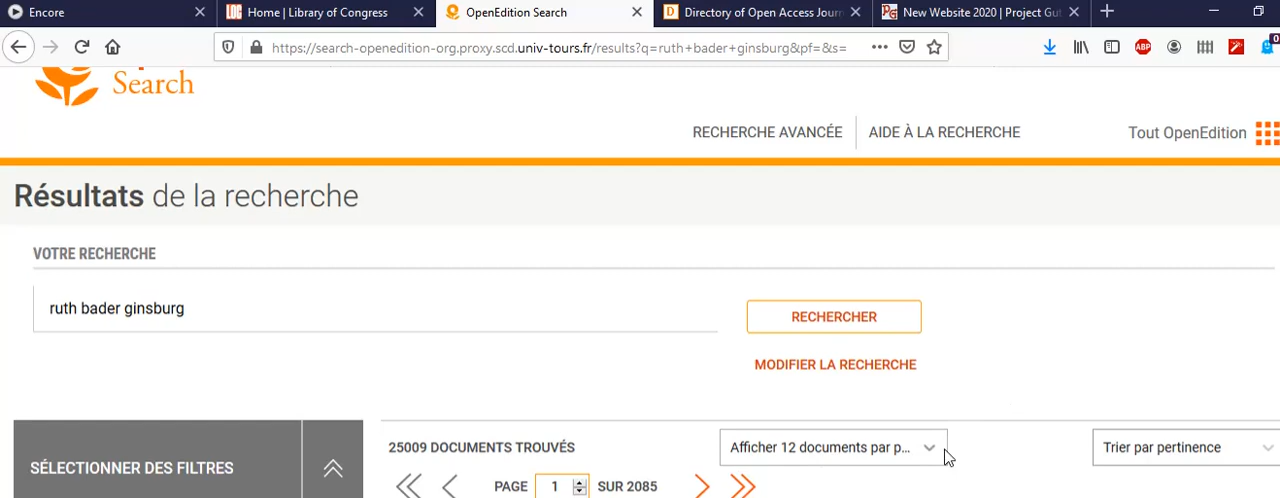 Encore
Home | Library of Congress
OpenEdition Search
Directory of Open Access Journ
New Website 2020 | Project Gut
https://search-openedition-org.proxy.scd.univ-tours.fr/results?q=ruth+bader+ginsburg&pf=&s=
ABP
0
Search
RECHERCHE AVANCÉE
AIDE À LA RECHERCHE
Tout OpenEdition
Résultats de la recherche
VOTRE RECHERCHE
ruth bader ginsburg
RECHERCHER
MODIFIER LA RECHERCHE
SÉLECTIONNER DES FILTRES
25009 DOCUMENTS TROUVÉS
Afficher 12 documents par p...
Trier par pertinence
PAGE 1 SUR 2085